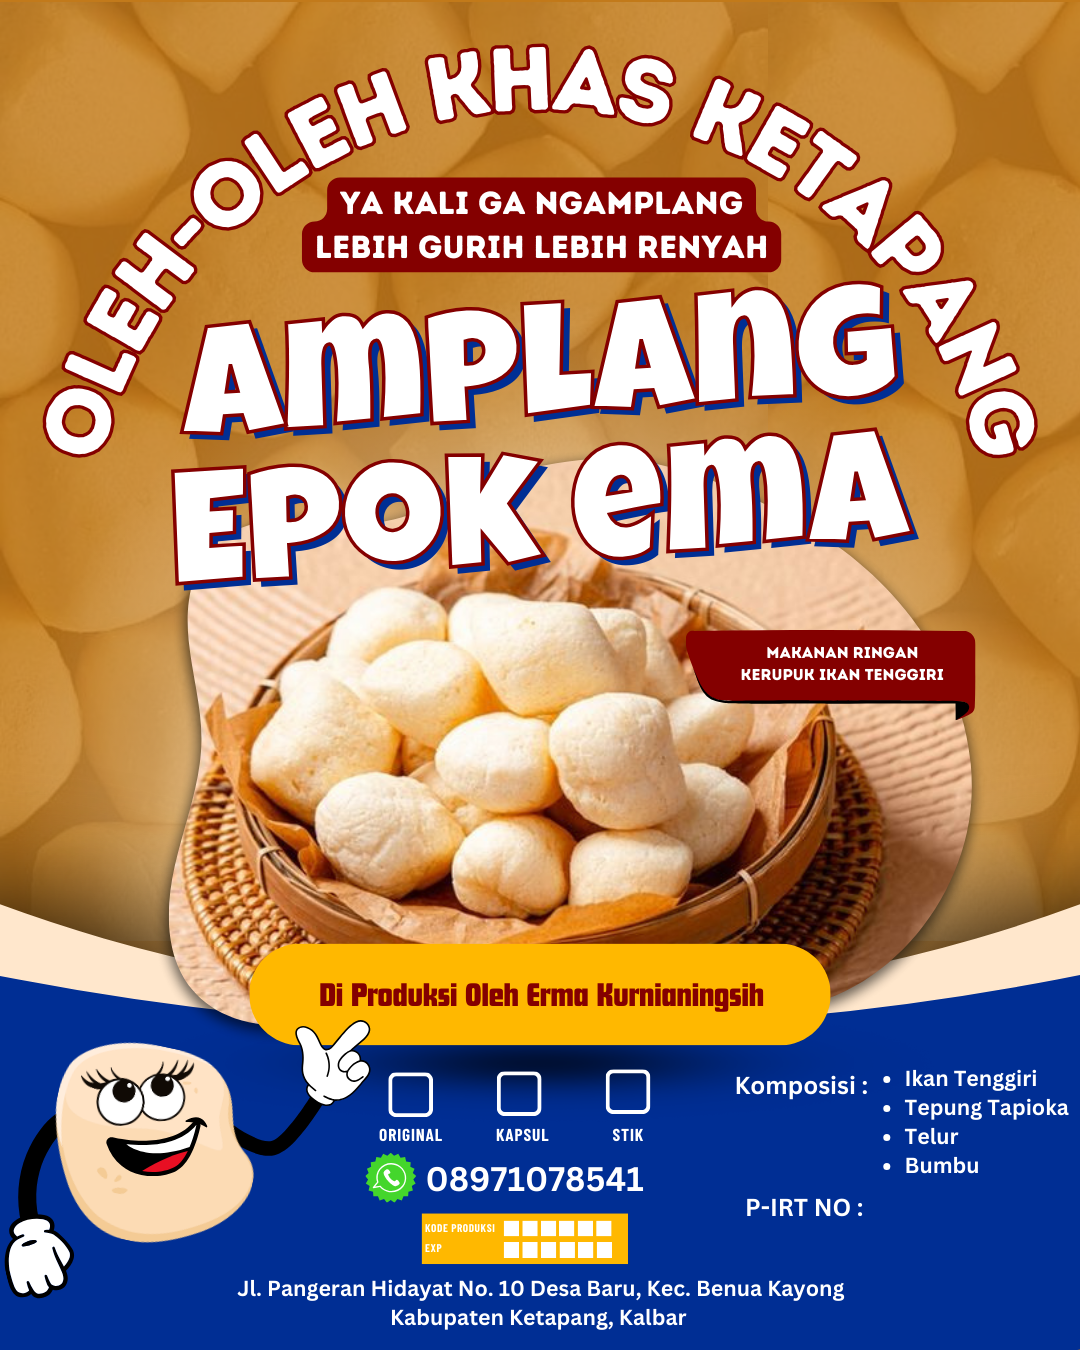 OLEH-OLEH KHAS KETAPANG
YA KALI GA NGAMPLANG
LEBIH GURIH LEBIH RENYAH
AMPLANG
EPOK EMA
MAKANAN RINGAN
KERUPUK IKAN TENGGIRI
Di Produksi Oleh Erma Kurnianingsih
ORIGINAL
KAPSUL
STIK
08971078541
KODE PRODUKSI
EXP
Komposisi :
• Ikan Tenggiri
• Tepung Tapioka
• Telur
• Bumbu
P-IRT NO :
Jl. Pangeran Hidayat No. 10 Desa Baru, Kec. Benua Kayong
Kabupaten Ketapang, Kalbar